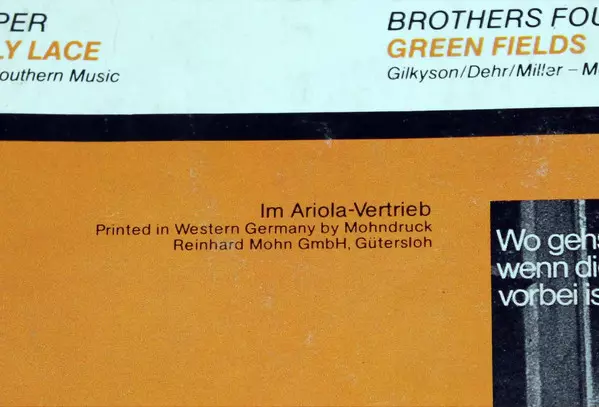 PER
LY LACE
outhern Music
BROTHERS FOU
GREEN FIELDS
Gilkyson/Dehr/Miller – M
Im Ariola-Vertrieb
Printed in Western Germany by Mohndruck
Reinhard Mohn GmbH, Gütersloh
Wo gehs
wenn di
vorbei is